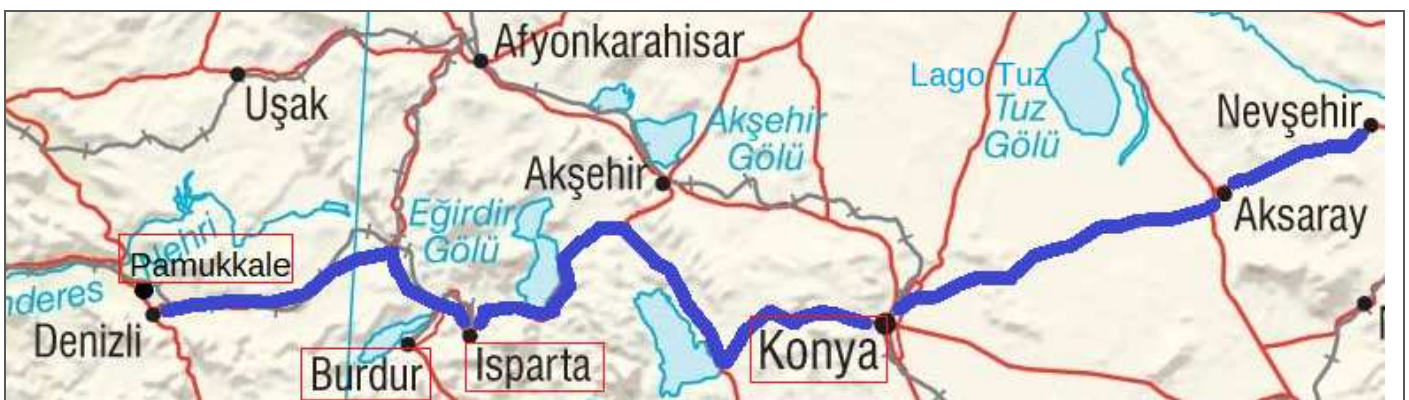 Afyonkarahisar
Uşak
Lago Tuz
Tuz
Gölü
Nevşehir
Akşehir
Gölü
Akşehir
Eğirdir
Gölü
Aksaray
Nehri
Pamukkale
nderes
Denizli
Burdur
Isparta
Konya